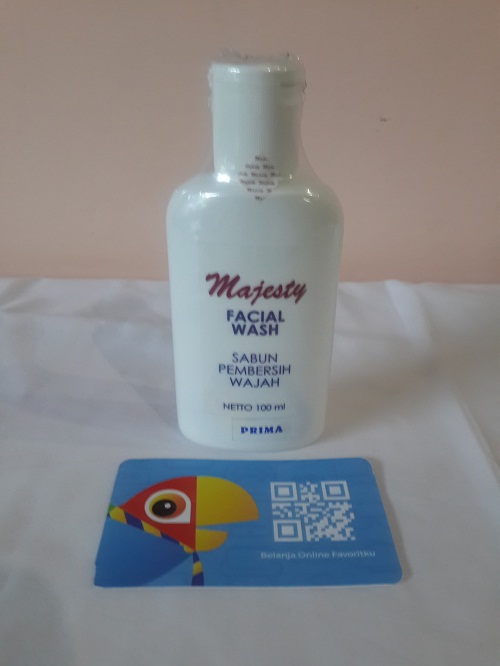 Majesty
FACIAL
WASH
SABUN
PEMBERSIH
WAJAH
NETTO 100 ml
PRIMA
Belanja Online Favoritku